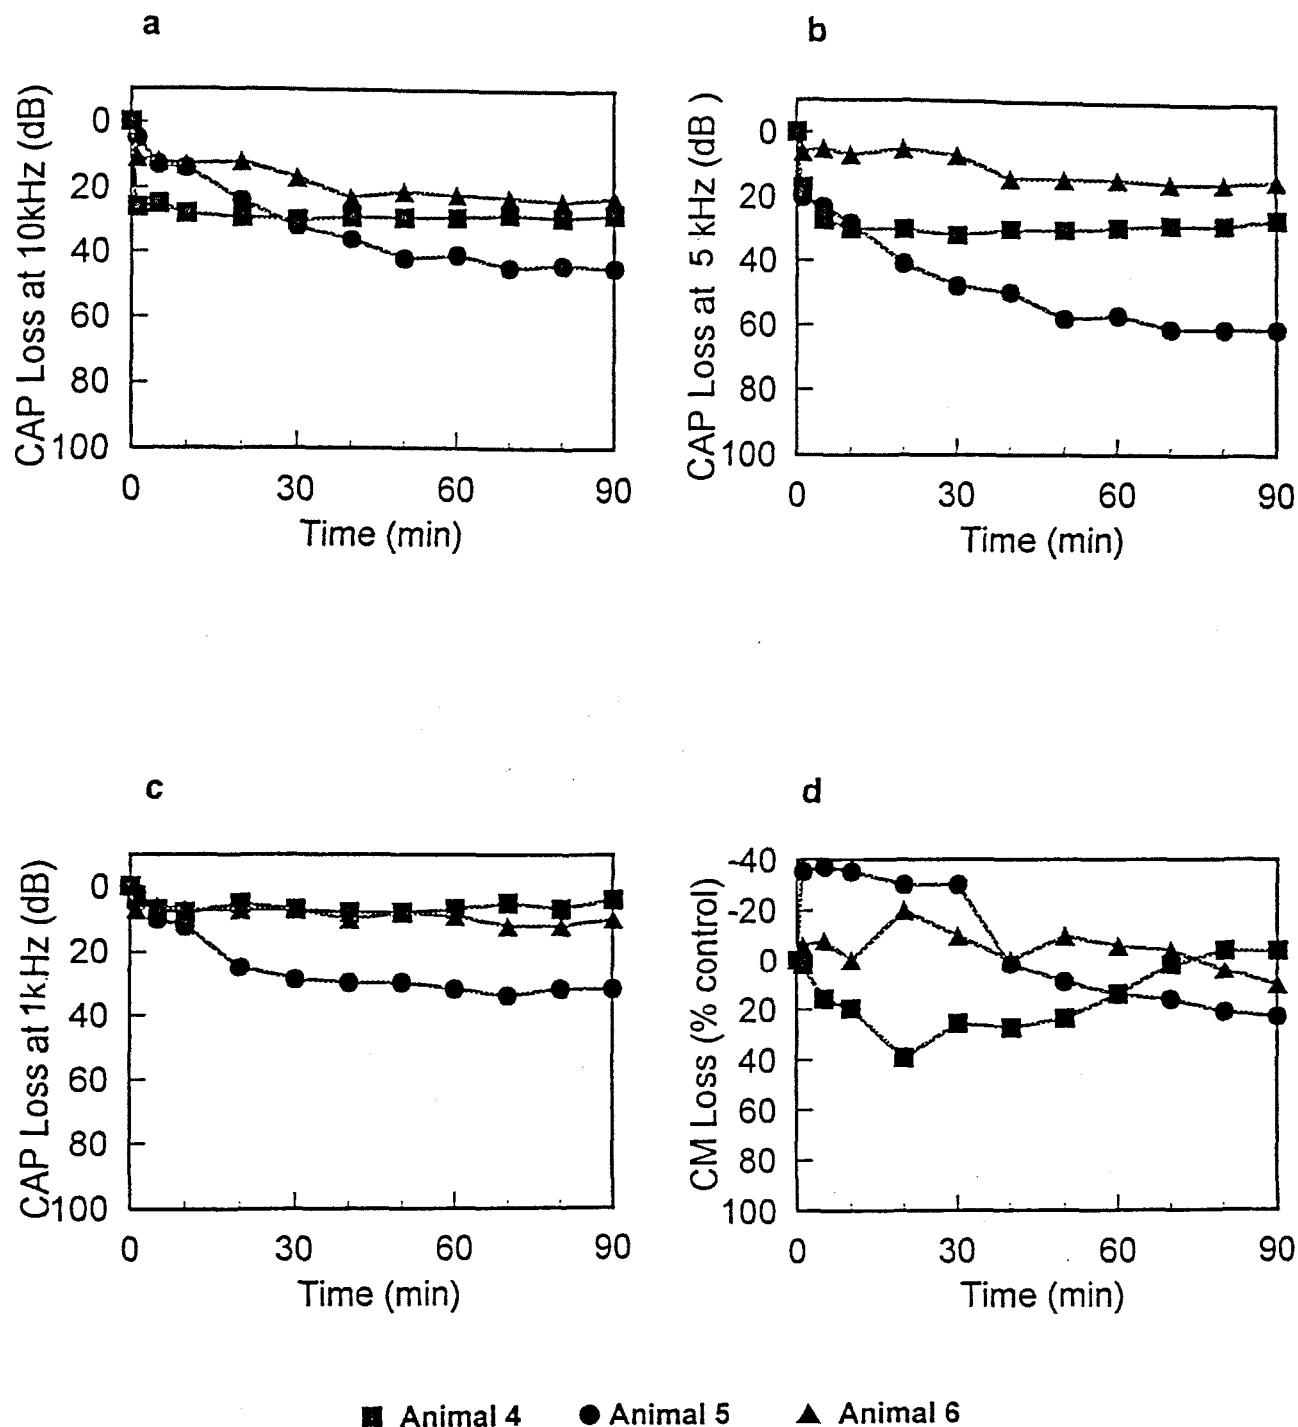 a
CAP Loss at 10kHz (dB)
0
20
40
60
80
100
0 30 60 90
Time (min)
b
CAP Loss at 5 kHz (dB )
0
20
40
60
80
100
0 30 60 90
Time (min)
c
CAP Loss at 1kHz (dB)
0
20
40
60
80
100
0 30 60 90
Time (min)
d
CM Loss (% control)
-40
-20
0
20
40
60
80
100
0 30 60 90
Time (min)
Animal 4 Animal 5 Animal 6